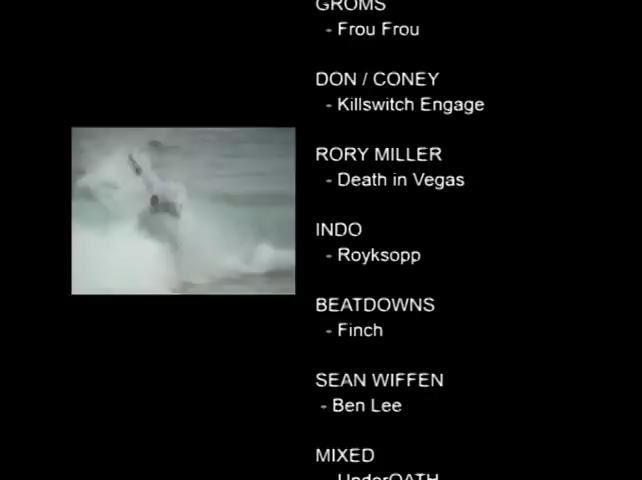 GROMS
- Frou Frou
DON / CONEY
- Killswitch Engage
RORY MILLER
- Death in Vegas
INDO
- Royksopp
BEATDOWNS
- Finch
SEAN WIFFEN
- Ben Lee
MIXED
- UnderOATH